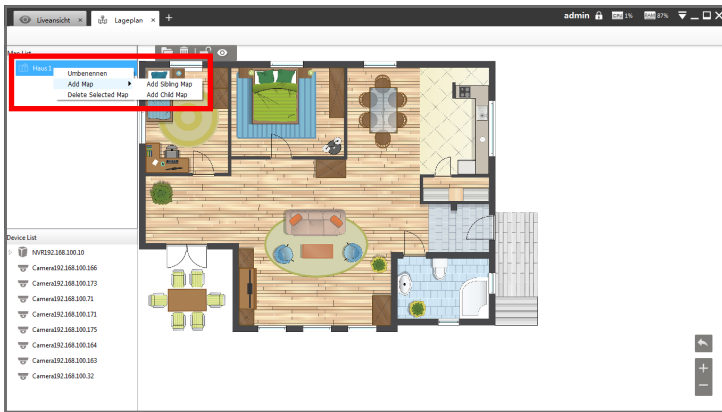 Liveansicht × Lageplan × + admin CPU 1% RAM 87%
Map List
Haus 1
Umbenennen
Add Map Add Sibling Map
Delete Selected Map Add Child Map
Device List
NVR192.168.100.10
Camera192.168.100.166
Camera192.168.100.173
Camera192.168.100.71
Camera192.168.100.171
Camera192.168.100.175
Camera192.168.100.164
Camera192.168.100.163
Camera192.168.100.32